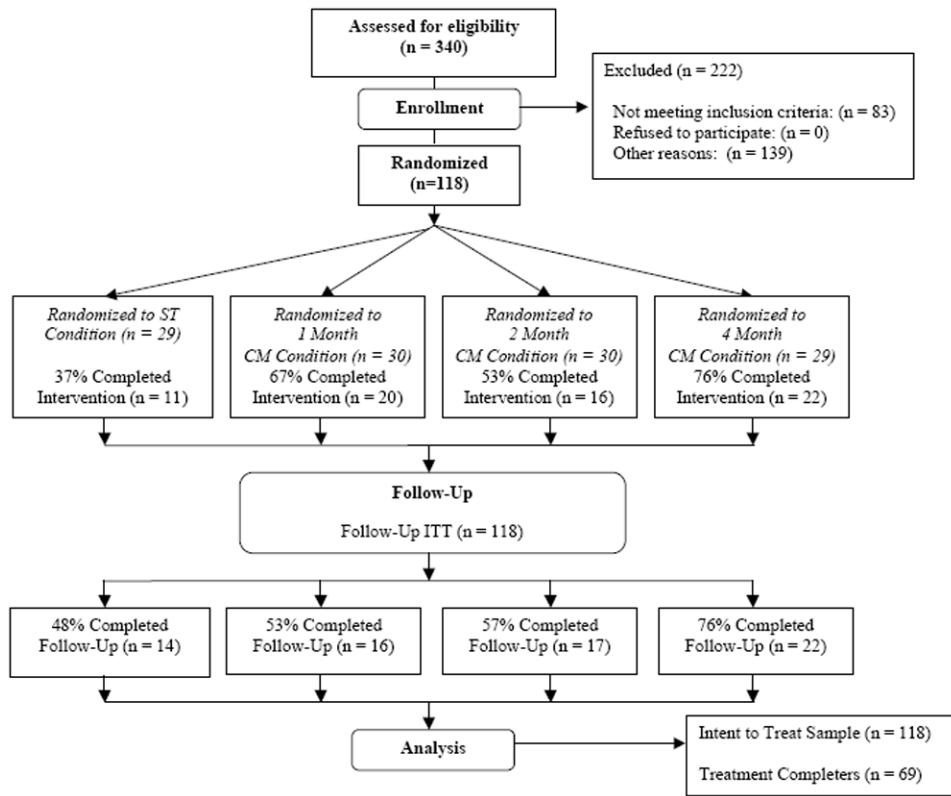 Assessed for eligibility
(n = 340)
Excluded (n = 222)
Not meeting inclusion criteria: (n = 83)
Refused to participate: (n = 0)
Other reasons: (n = 139)
Enrollment
Randomized
(n=118)
Randomized to ST
Condition (n = 29)
37% Completed
Intervention (n = 11)
Randomized to
1 Month
CM Condition (n = 30)
67% Completed
Intervention (n = 20)
Randomized to
2 Month
CM Condition (n = 30)
53% Completed
Intervention (n = 16)
Randomized to
4 Month
CM Condition (n = 29)
76% Completed
Intervention (n = 22)
Follow-Up
Follow-Up ITT (n = 118)
48% Completed
Follow-Up (n = 14)
53% Completed
Follow-Up (n = 16)
57% Completed
Follow-Up (n = 17)
76% Completed
Follow-Up (n = 22)
Analysis
Intent to Treat Sample (n = 118)
Treatment Completers (n = 69)